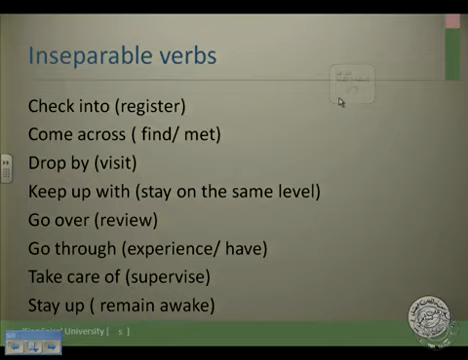 Inseparable verbs
Check into (register)
Come across ( find/ met)
Drop by (visit)
Keep up with (stay on the same level)
Go over (review)
Go through (experience/ have)
Take care of (supervise)
Stay up ( remain awake)
University [ 5 ]